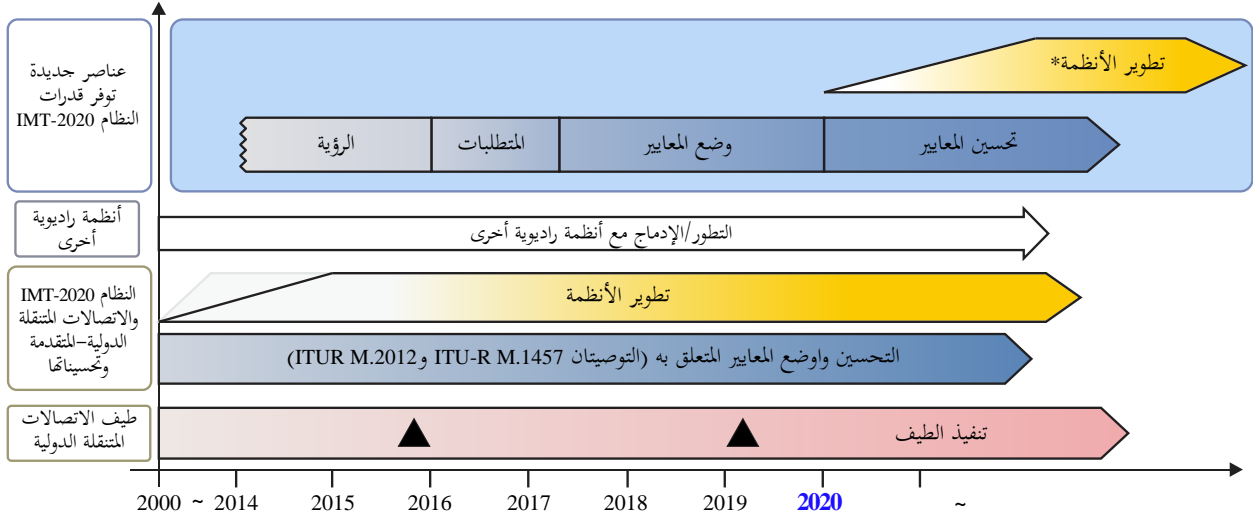 عناصر جديدة
توفر قدرات
النظام IMT-2020
تطوير الأنظمة*
الرؤية
المتطلبات
وضع المعايير
تحسين المعايير
أنظمة راديوية
أخرى
التطور/الإدماج مع أنظمة راديوية أخرى
النظام IMT-2020
والاتصالات المتنقلة
الدولية-المتقدمة
وتحسيناتها
تطوير الأنظمة
التحسين واوضع المعايير المتعلق به (التوصيتان ITU-R M.1457 وITUR M.2012)
طيف الاتصالات
المتنقلة الدولية
تنفيذ الطيف
2000 ~ 2014 2015 2016 2017 2018 2019 2020 ~